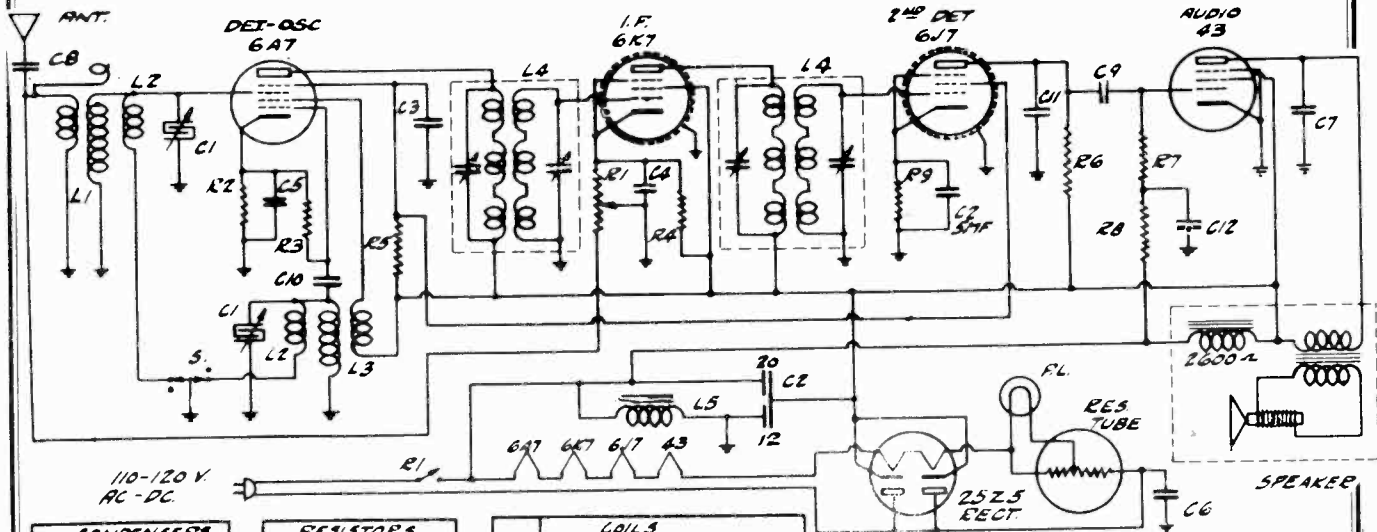 ANT.
C8
L1
L2
C1
DET-OSC
6A7
R2
C5
R3
C10
R5
C3
C1
L2
L3
S.
L4
I.F.
6K7
R1
C4
R4
L4
2ND DET
6J7
R9
C2
5MF
C11
R6
C9
AUDIO
43
R7
R8
C12
C7
2600Ω
SPEAKER
20
C2
12
L5
P.L.
RES.
TUBE
C6
25Z5
RECT.
6A7
6K7
6J7
43
R1
110-120 V.
AC-DC.
CONDENSERS
RESISTORS
COILS